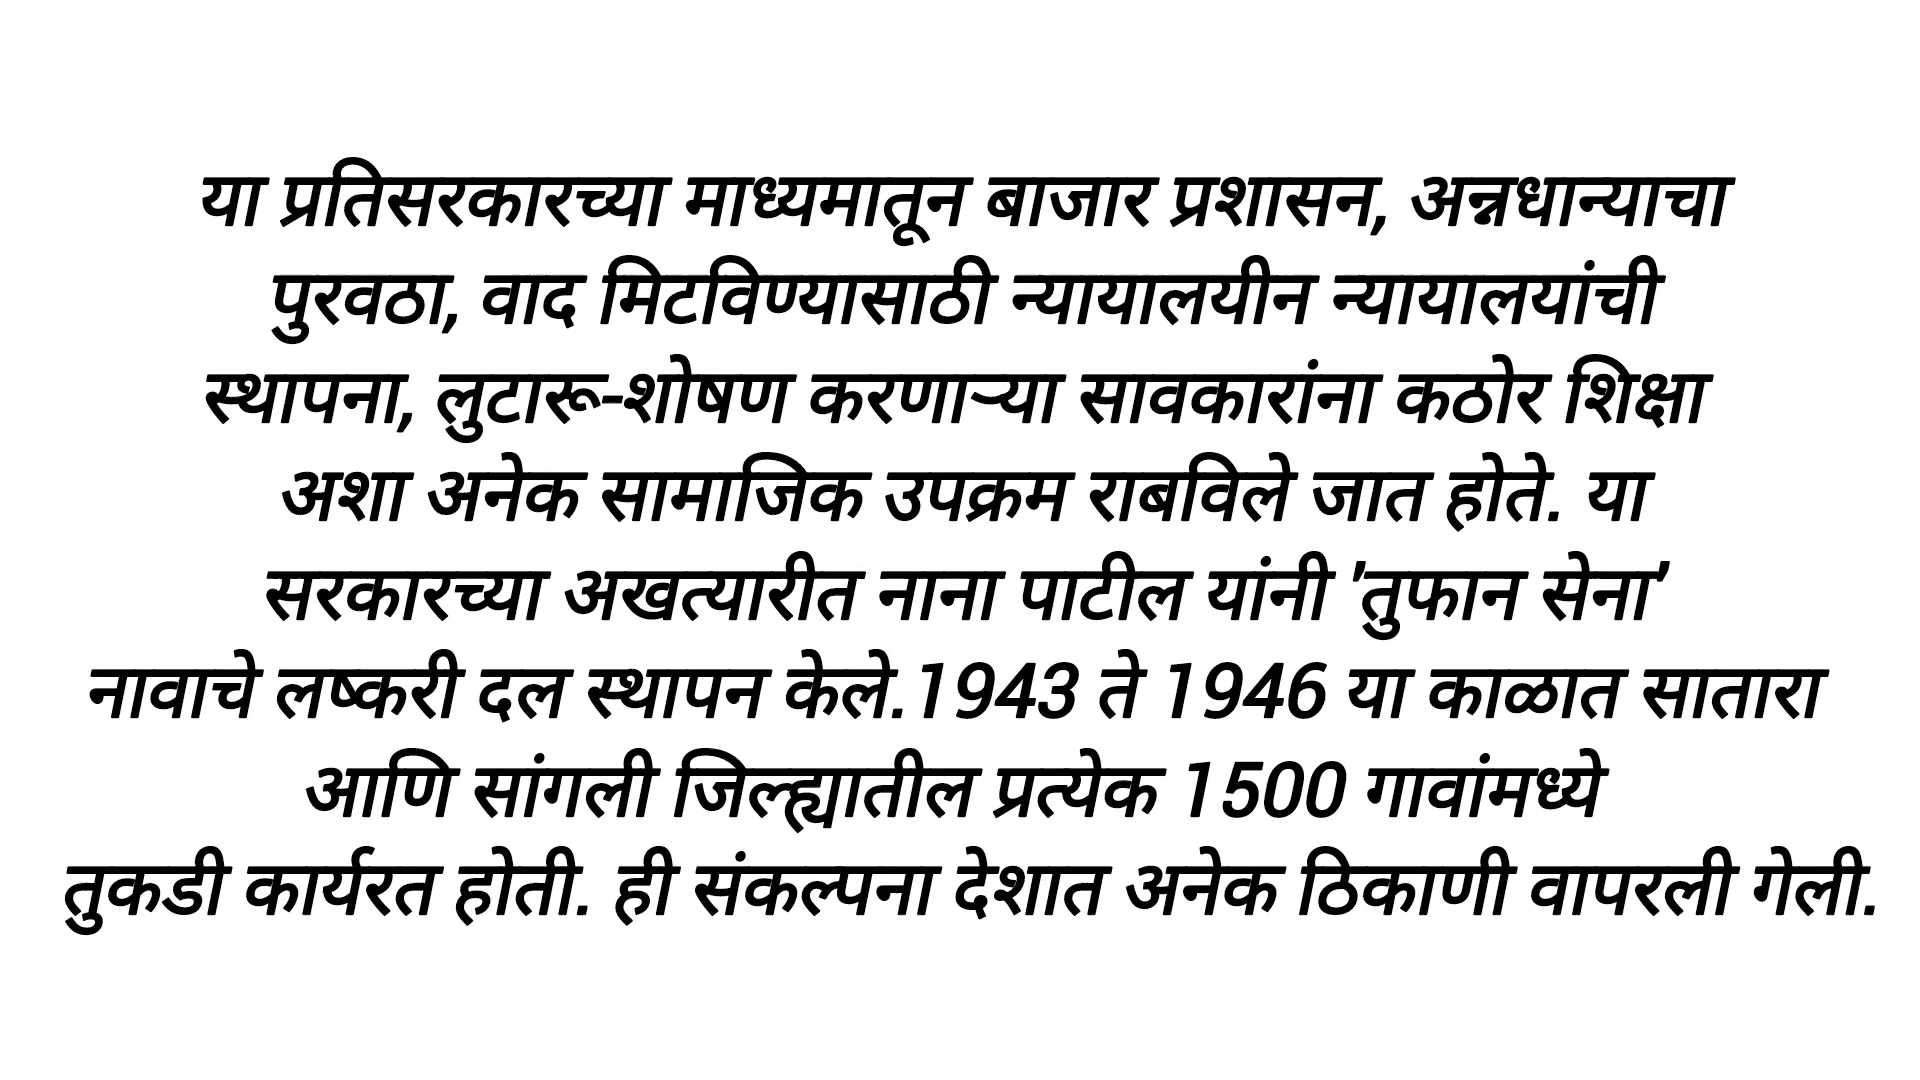 या प्रतिसरकारच्या माध्यमातून बाजार प्रशासन, अन्नधान्याचा
पुरवठा, वाद मिटविण्यासाठी न्यायालयीन न्यायालयांची
स्थापना, लुटारू-शोषण करणाऱ्या सावकारांना कठोर शिक्षा
अशा अनेक सामाजिक उपक्रम राबविले जात होते. या
सरकारच्या अखत्यारीत नाना पाटील यांनी 'तुफान सेना'
नावाचे लष्करी दल स्थापन केले.1943 ते 1946 या काळात सातारा
आणि सांगली जिल्ह्यातील प्रत्येक 1500 गावांमध्ये
तुकडी कार्यरत होती. ही संकल्पना देशात अनेक ठिकाणी वापरली गेली.